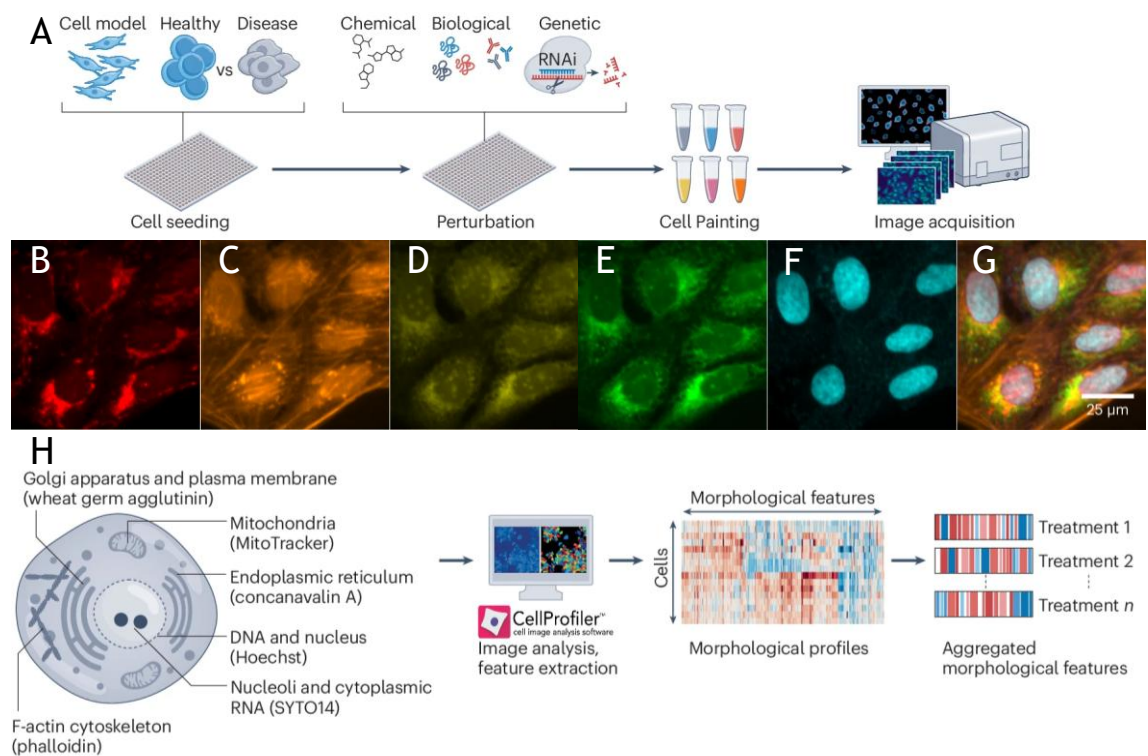 A
Cell model
Healthy
vs
Disease
Chemical
Biological
Genetic
RNAi
Cell seeding
Perturbation
Cell Painting
Image acquisition
B
C
D
E
F
G
25 µm
H
Golgi apparatus and plasma membrane
(wheat germ agglutinin)
Mitochondria
(MitoTracker)
Endoplasmic reticulum
(concanavalin A)
DNA and nucleus
(Hoechst)
Nucleoli and cytoplasmic
RNA (SYTO14)
F-actin cytoskeleton
(phalloidin)
CellProfiler™
cell image analysis software
Image analysis,
feature extraction
Morphological features
Cells
Morphological profiles
Treatment 1
Treatment 2
Treatment n
Aggregated
morphological features